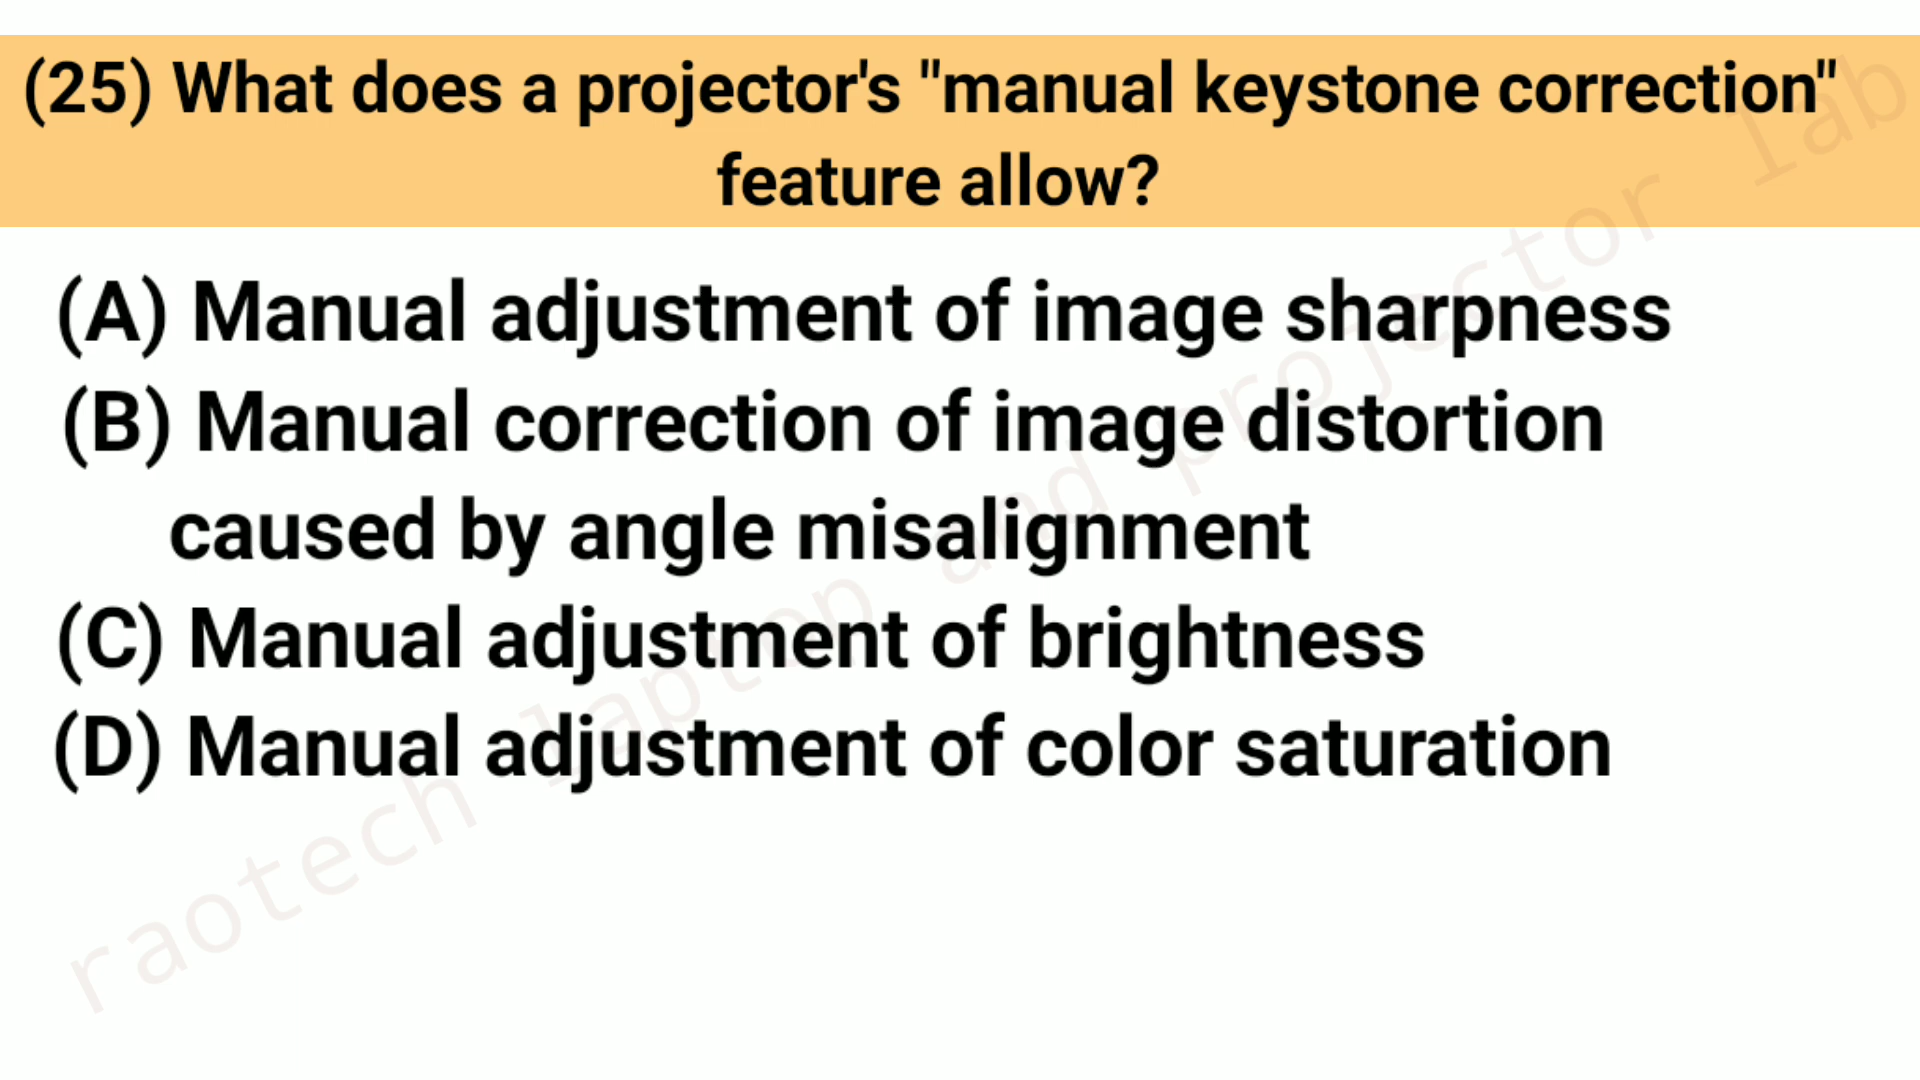 (25) What does a projector's "manual keystone correction"
feature allow?
(A) Manual adjustment of image sharpness
(B) Manual correction of image distortion
caused by angle misalignment
(C) Manual adjustment of brightness
(D) Manual adjustment of color saturation
raotech laptop and projector lab